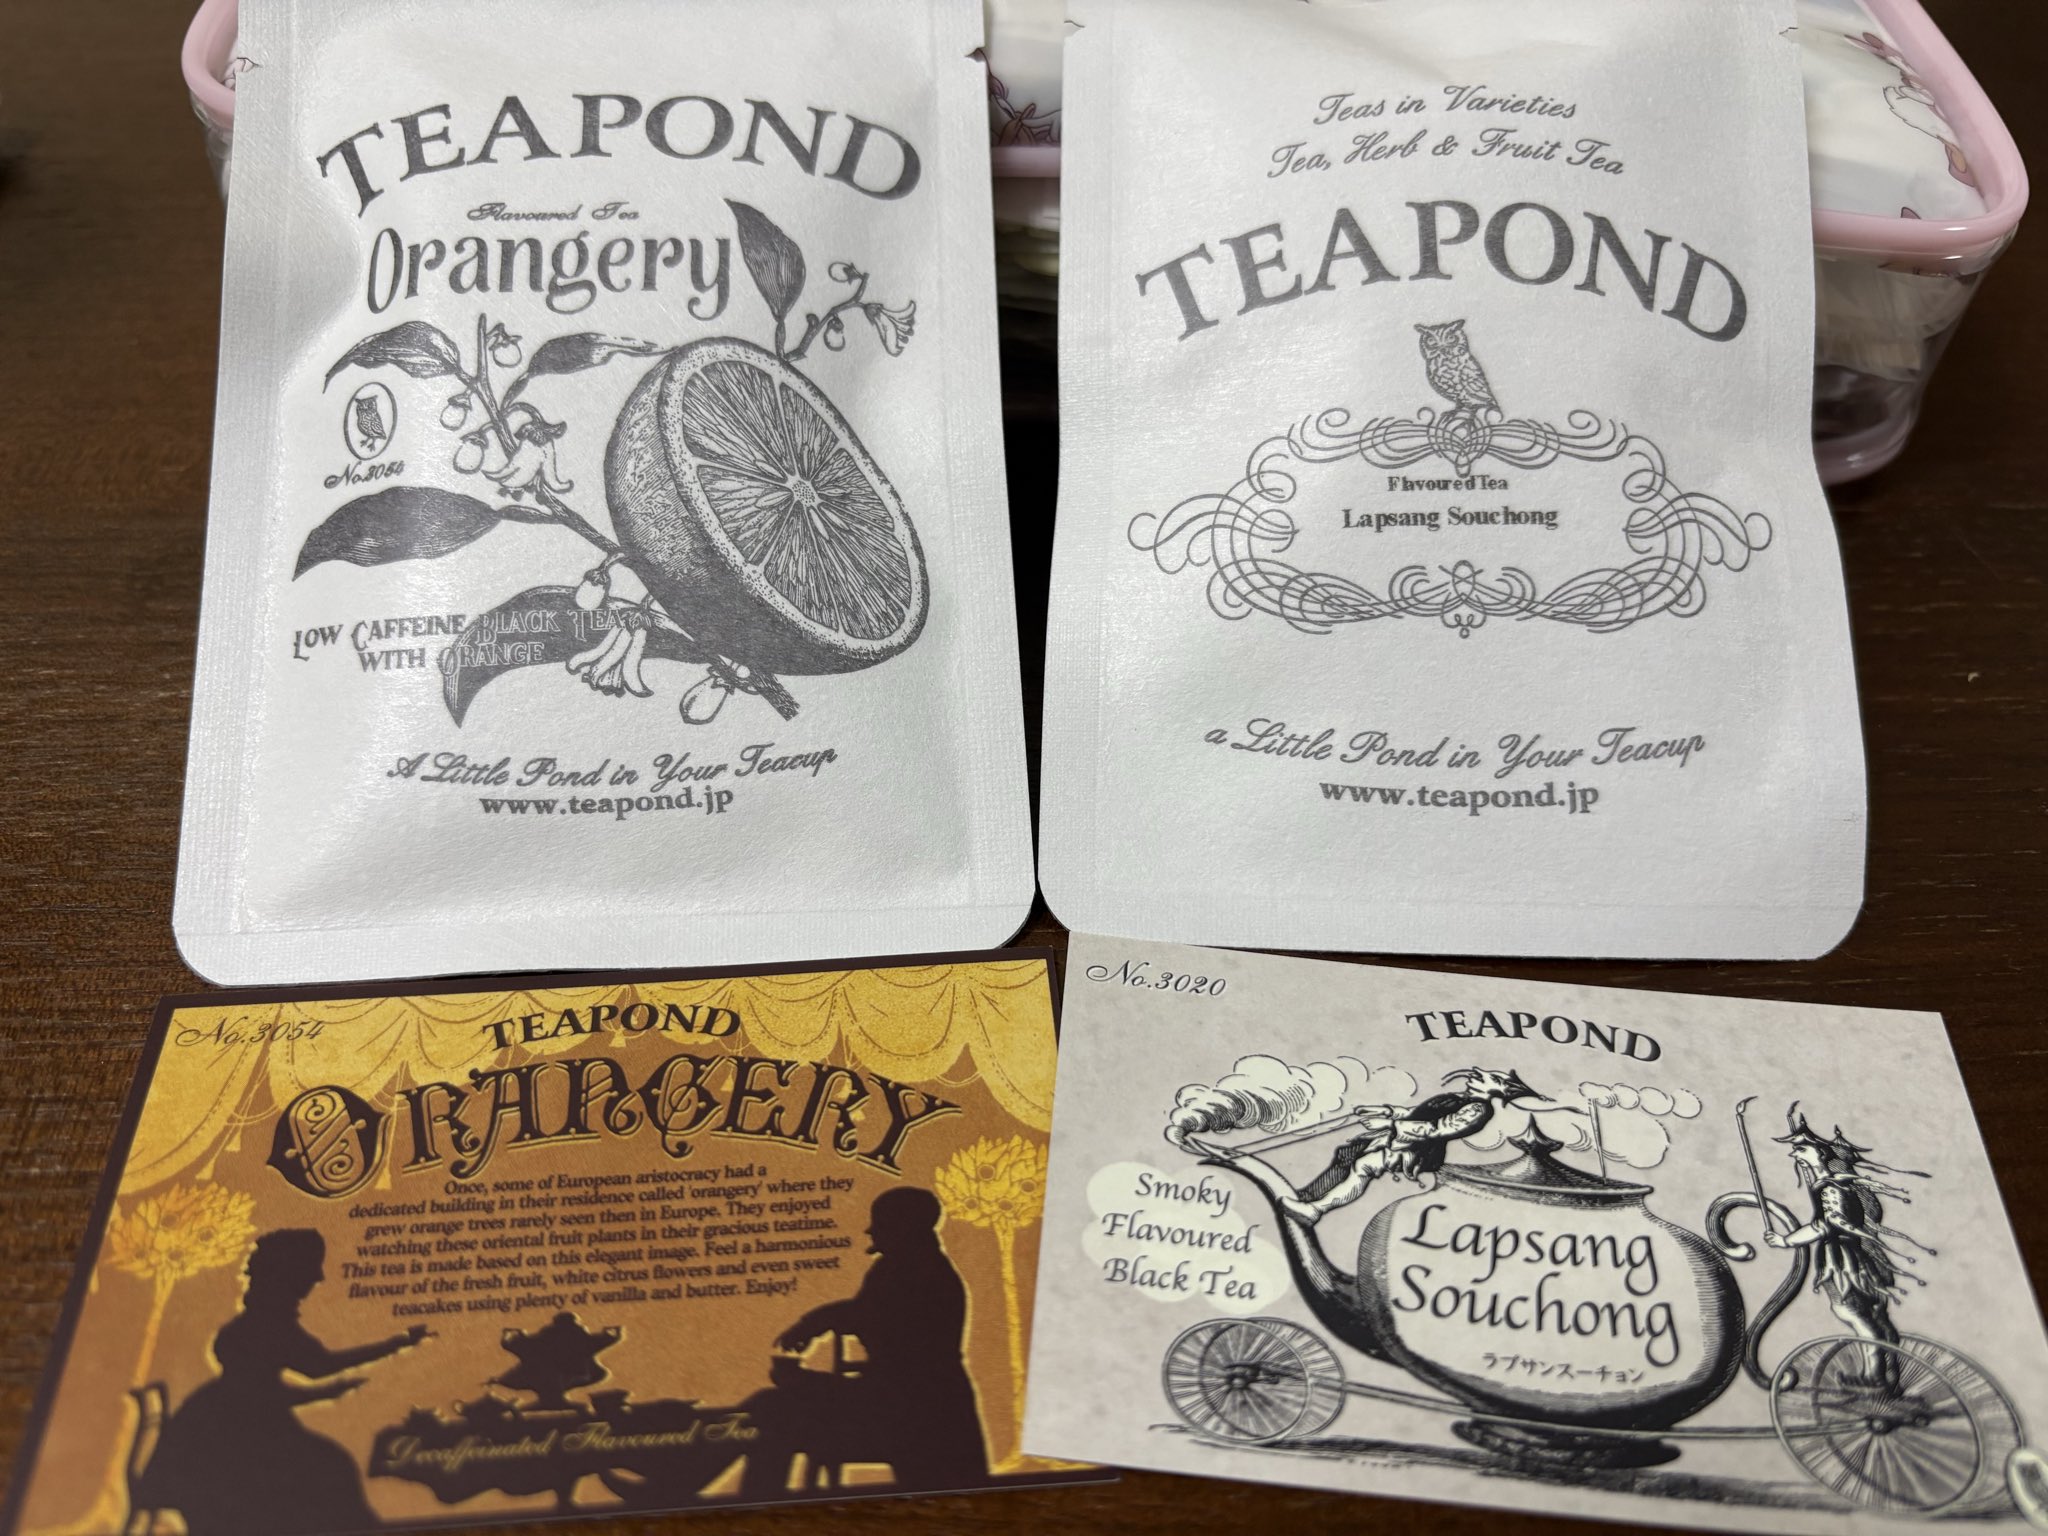 TEAPOND
Flavoured Tea
Orangery
No.3054
LOW CAFFEINE BLACK TEA
WITH ORANGE
A Little Pond in Your Teacup
www.teapond.jp
Teas in Varieties
Tea, Herb & Fruit Tea
TEAPOND
Flavoured Tea
Lapsang Souchong
a Little Pond in Your Teacup
www.teapond.jp
No.3054
TEAPOND
ORANGERY
Once, some of European aristocracy had a
dedicated building in their residence called 'orangery' where they
grew orange trees rarely seen then in Europe. They enjoyed
watching these oriental fruit plants in their gracious teatime.
This tea is made based on this elegant image. Feel a harmonious
flavour of the fresh fruit, white citrus flowers and even sweet
teacakes using plenty of vanilla and butter. Enjoy!
Decaffeinated Flavoured Tea
No.3020
TEAPOND
Smoky
Flavoured
Black Tea
Lapsang
Souchong
ラプサンスーチョン